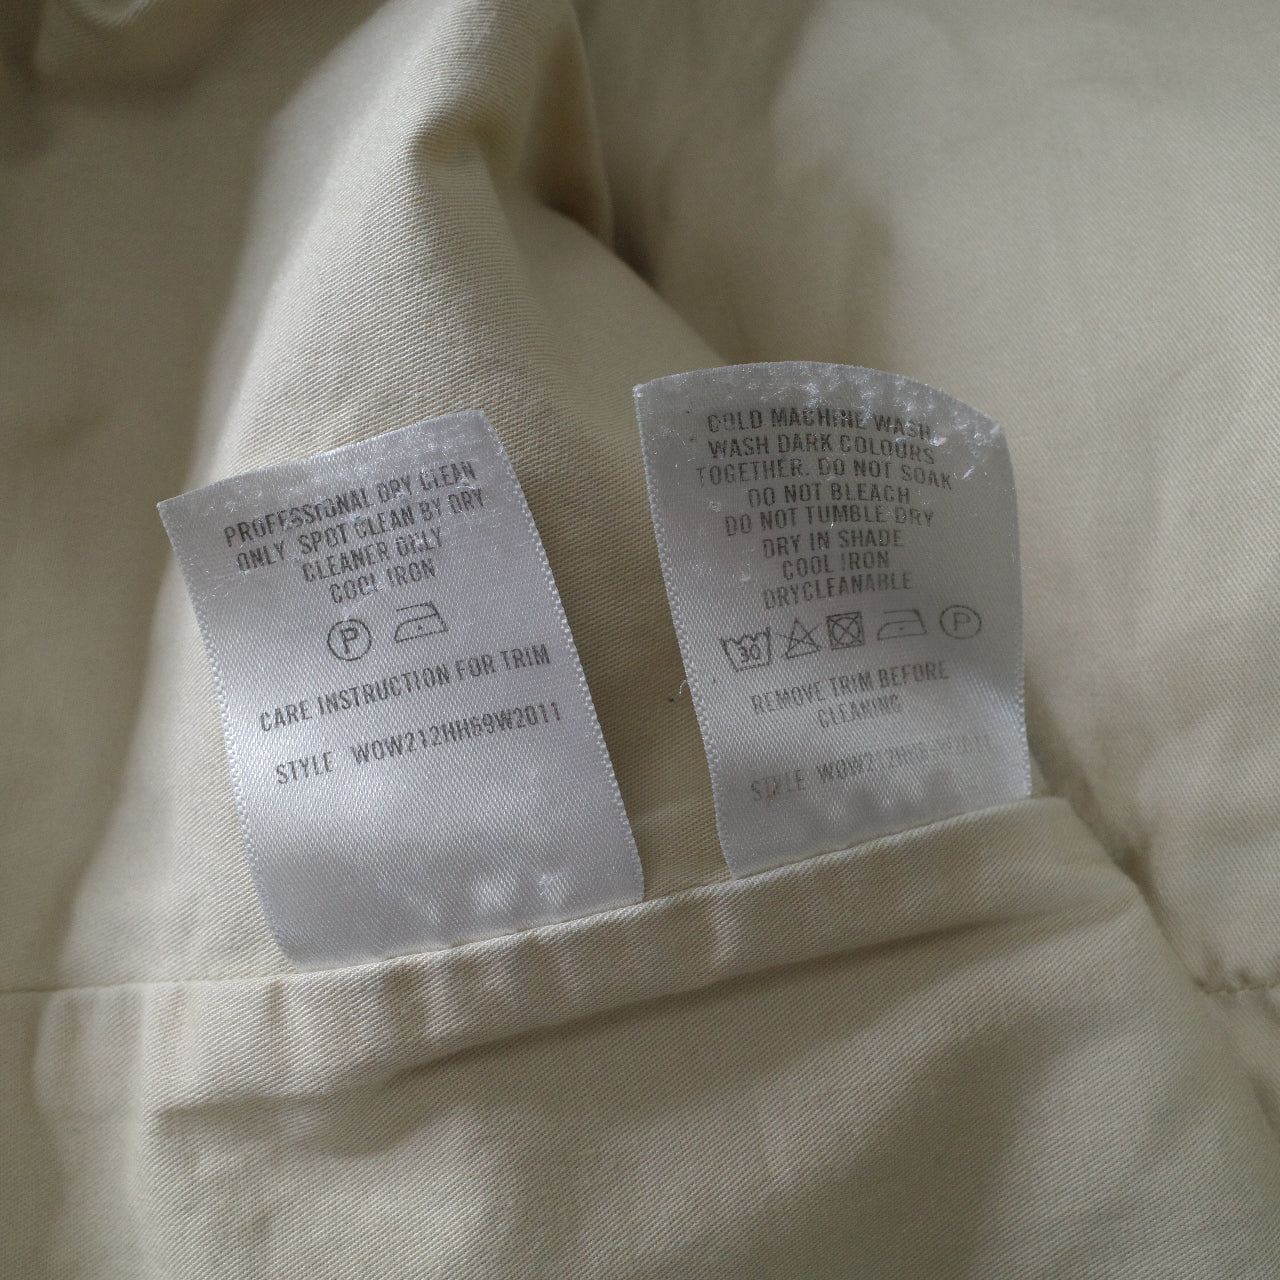 PROFESSIONAL DRY CLEAN
ONLY SPOT CLEAN BY DRY
CLEANER ONLY
COOL IRON
P
CARE INSTRUCTION FOR TRIM
STYLE WOW212HH69W2011
COLD MACHINE WASH
WASH DARK COLOURS
TOGETHER. DO NOT SOAK
DO NOT BLEACH
DO NOT TUMBLE DRY
DRY IN SHADE
COOL IRON
DRYCLEANABLE
30 P
REMOVE TRIM BEFORE
CLEANING
STYLE